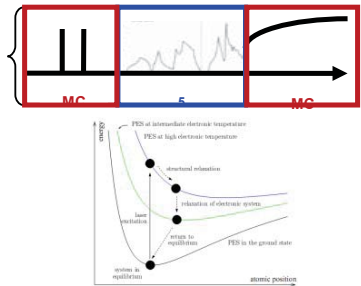 MC
5
MC
PES at intermediate electronic temperature
PES at high electronic temperature
energy
structural relaxation
relaxation of electronic system
laser
excitation
return to
equilibrium
PES in the ground state
system in
equilibrium
atomic position